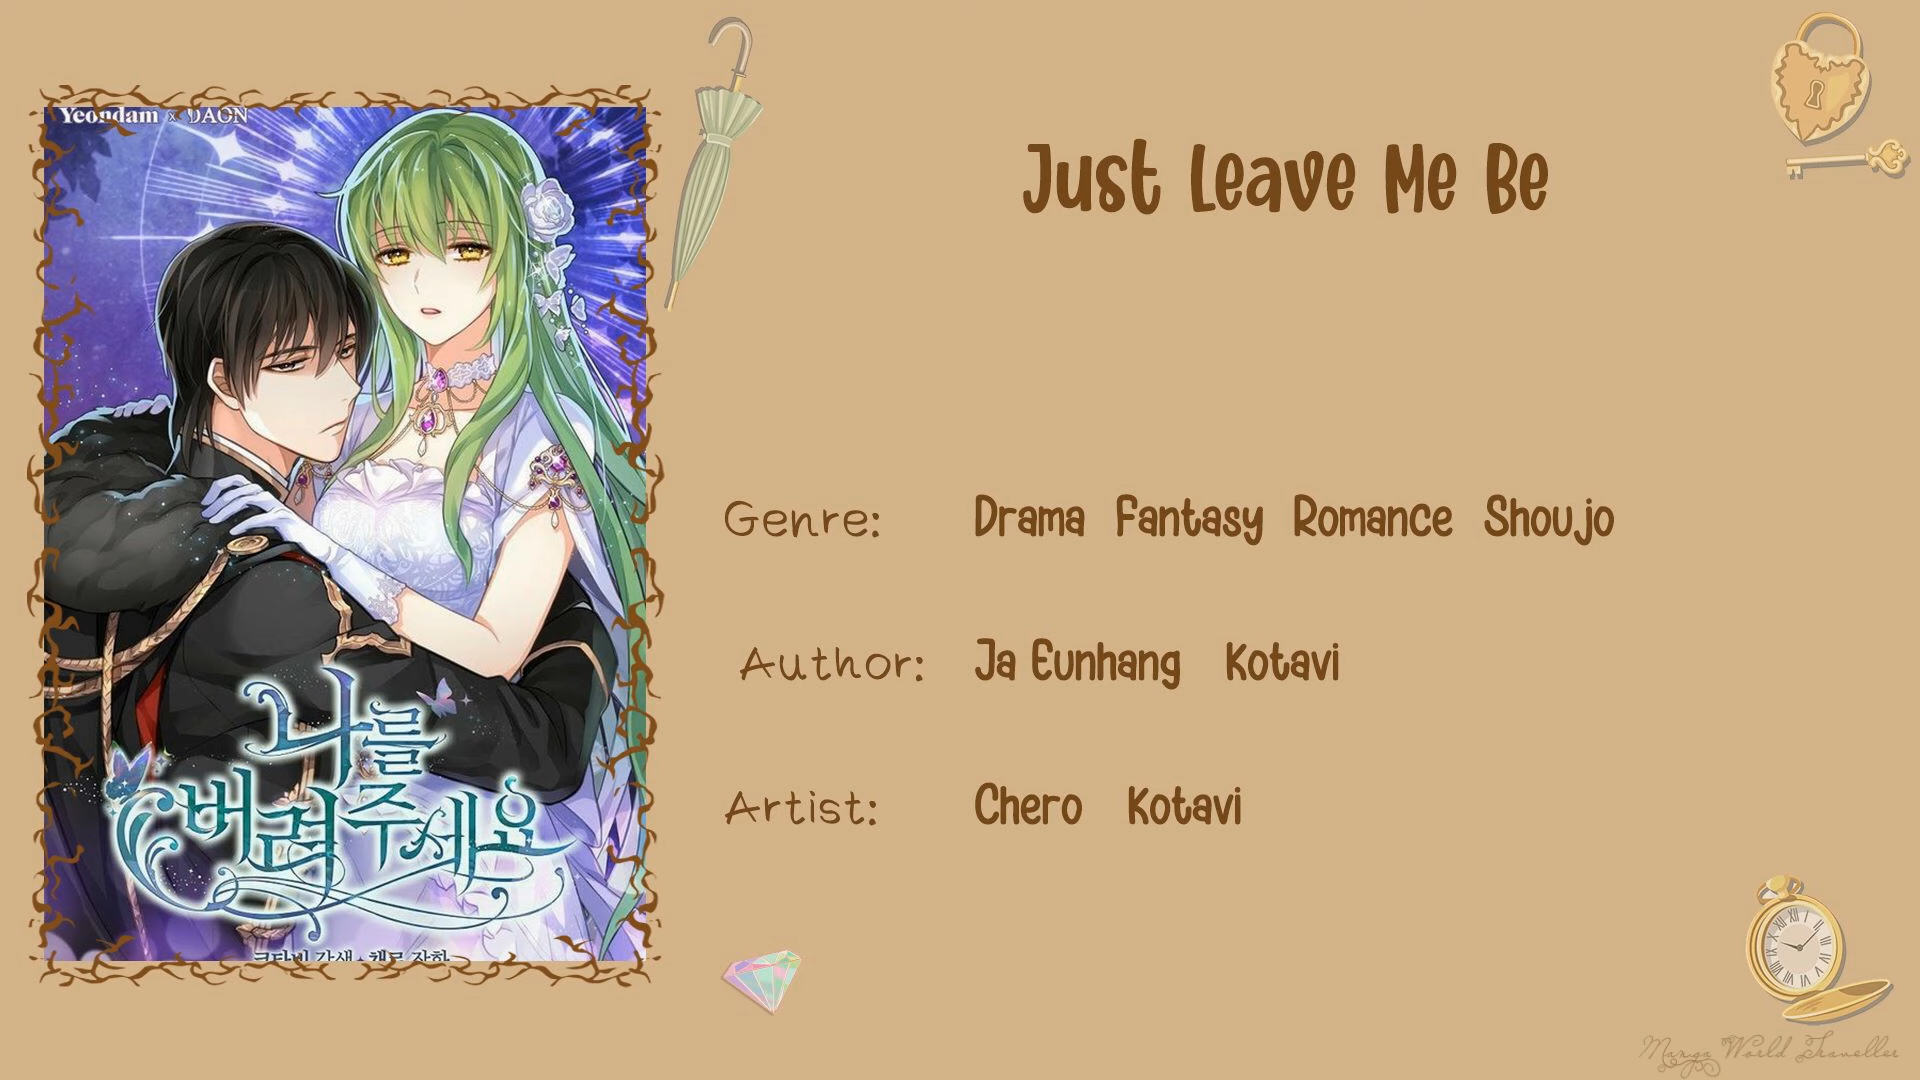 Yeondam × DAON
Just Leave Me Be
나를
버려주세요
Genre: Drama Fantasy Romance Shoujo
Author: Ja Eunhang Kotavi
Artist: Chero Kotavi
Manga World Traveller